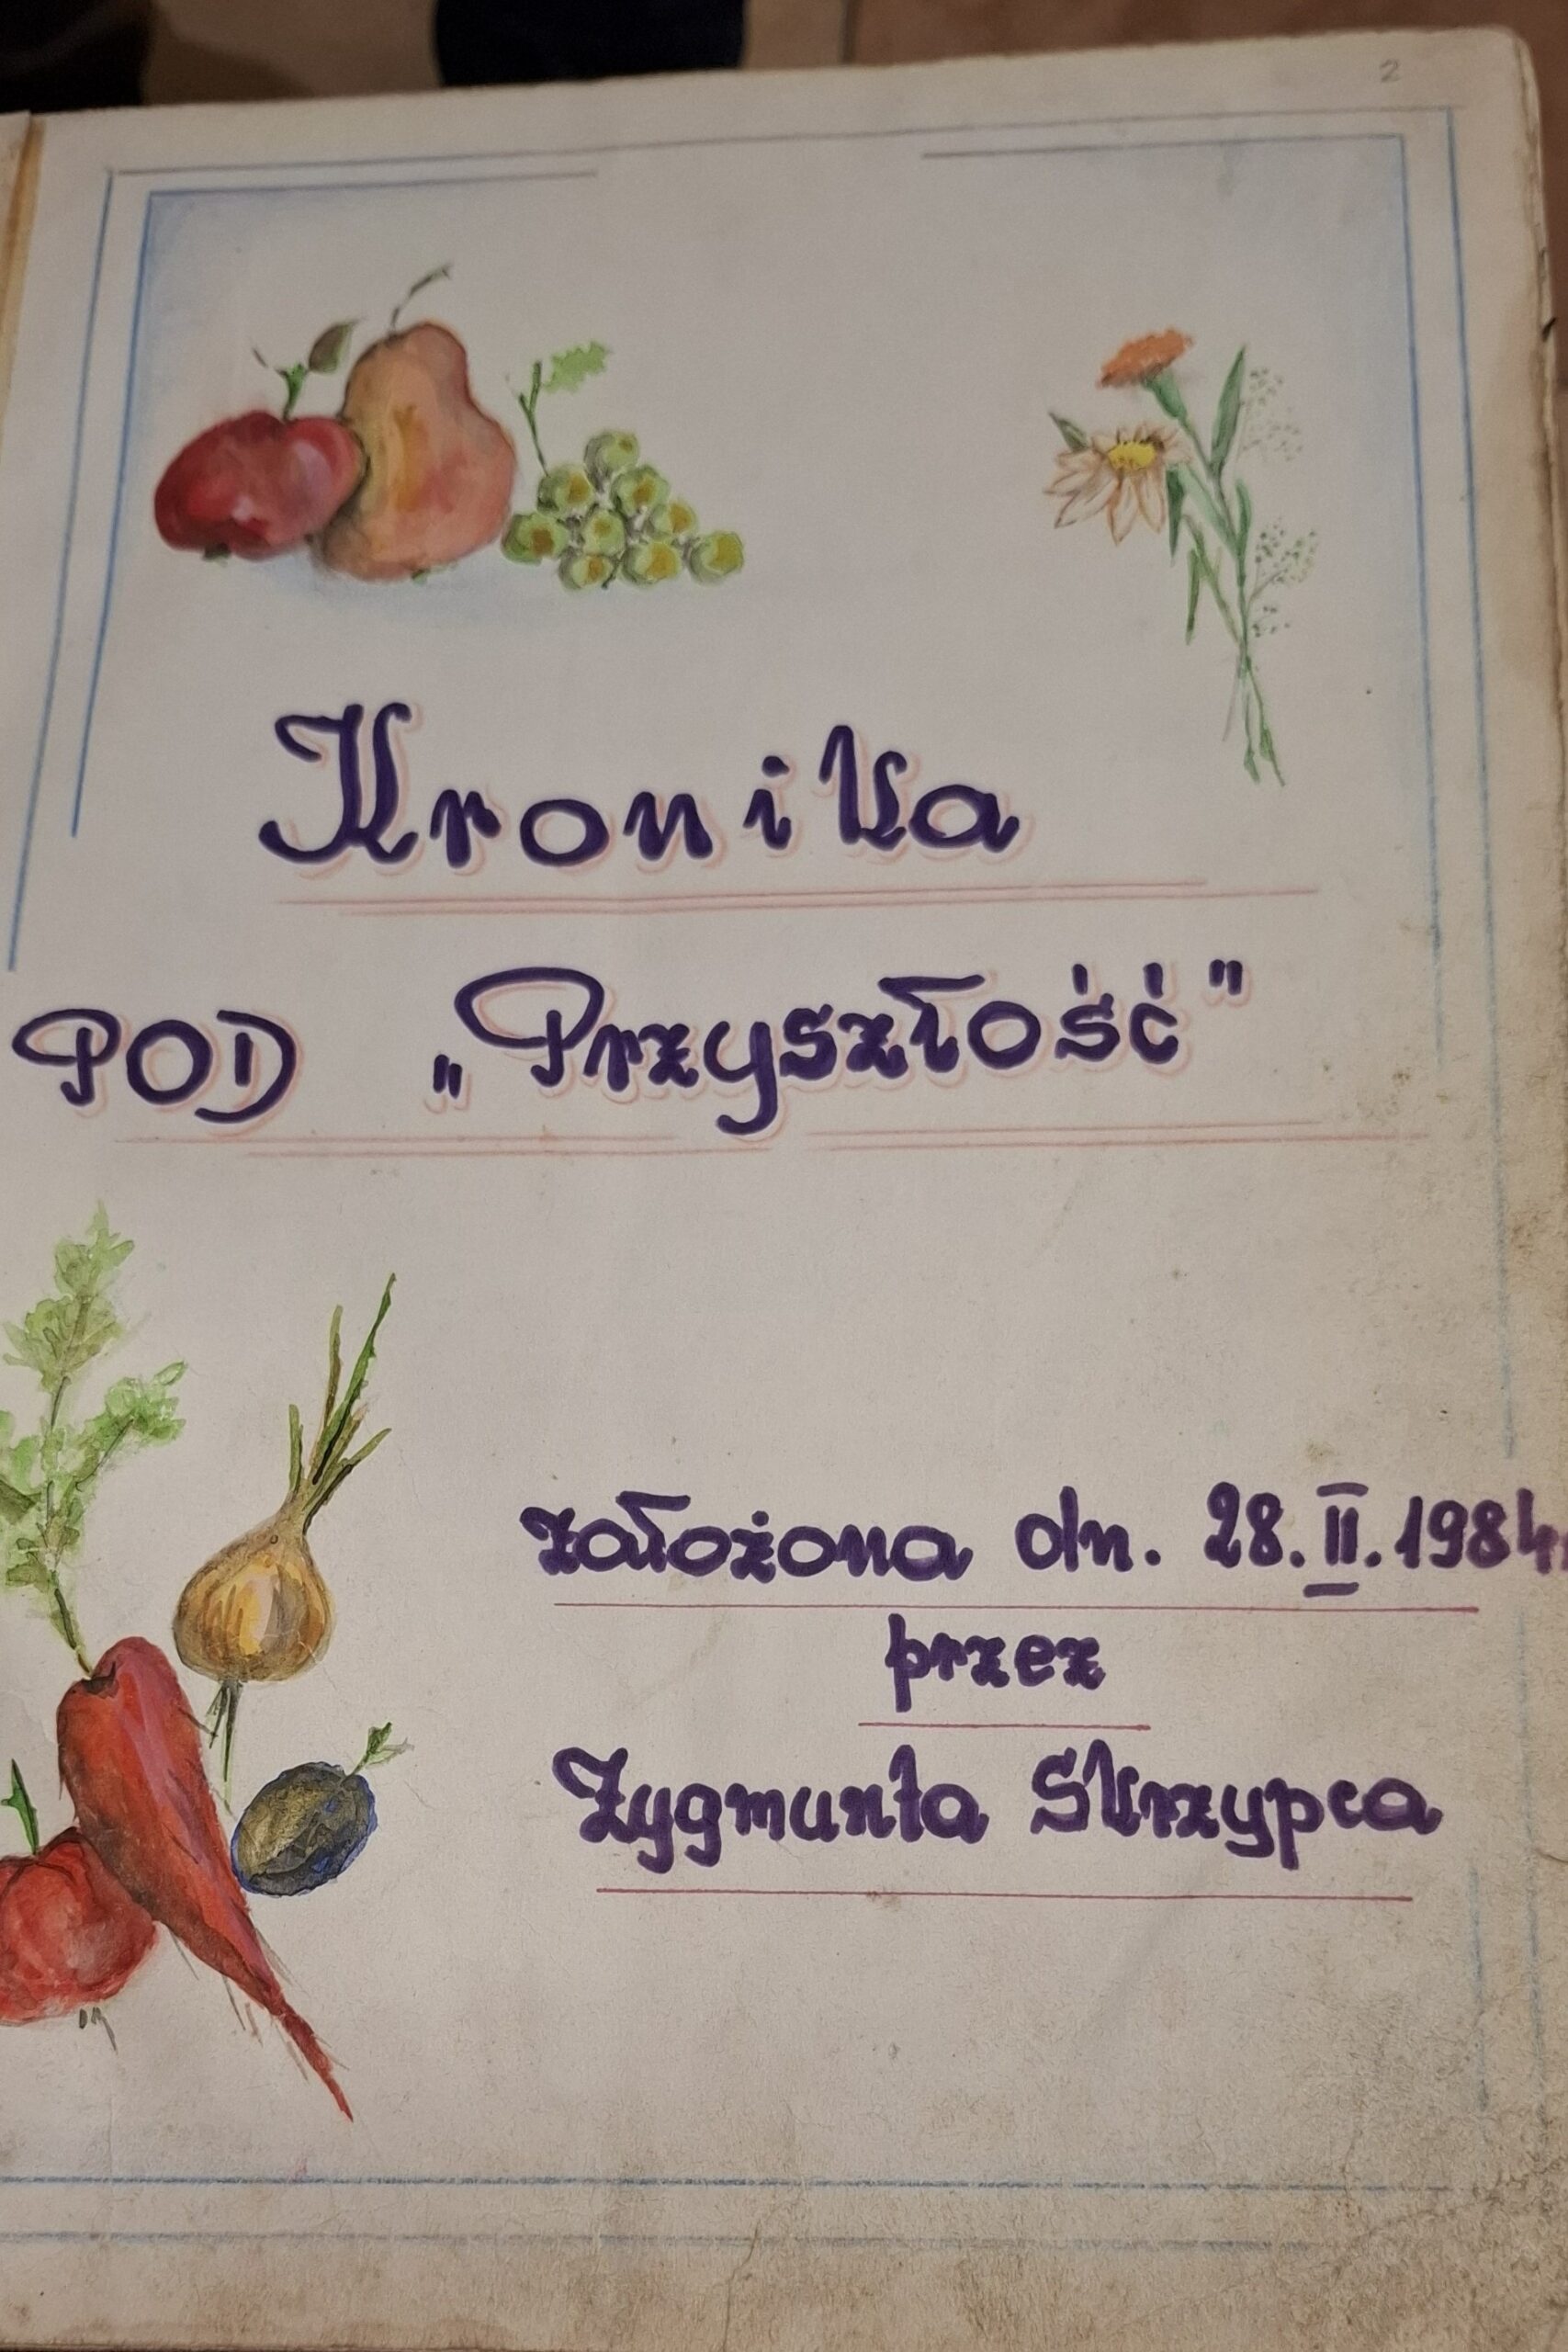 2
Kronika
POD „Przyszłość"
założona dn. 28.II.1984r
przez
Zygmunta Skrzypca